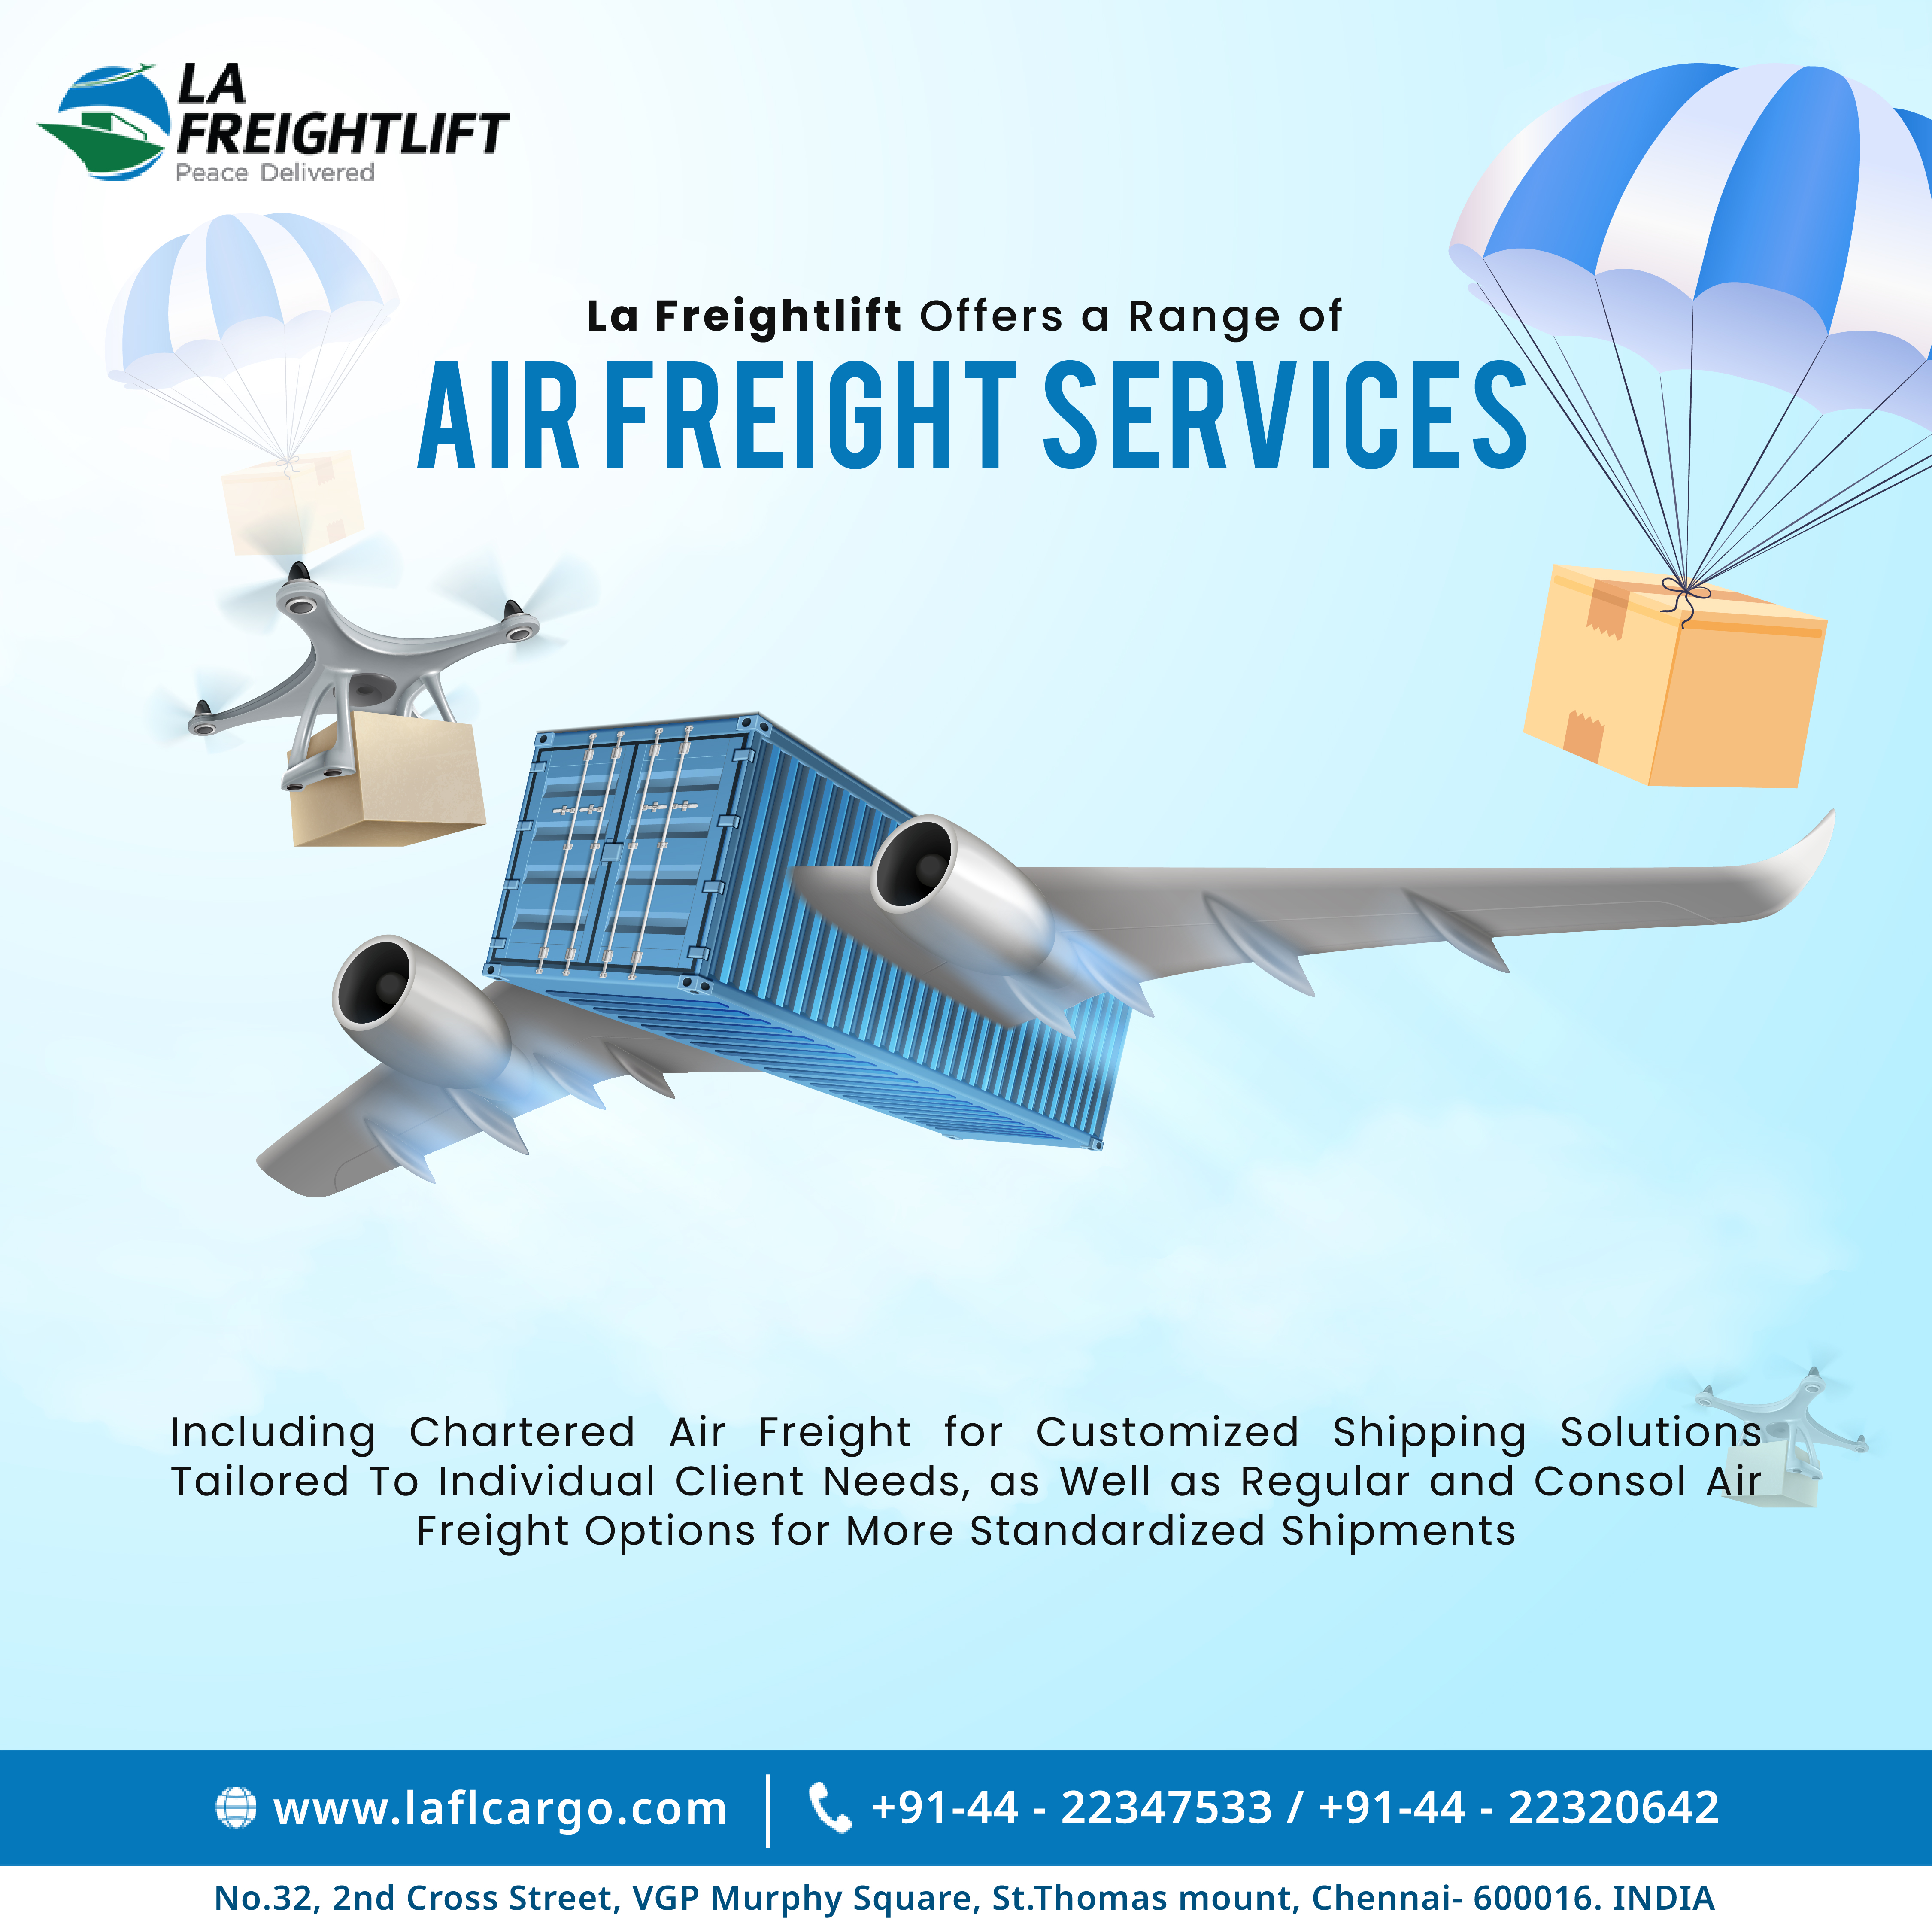 LA
FREIGHTLIFT
Peace Delivered
La Freightlift Offers a Range of
AIR FREIGHT SERVICES
Including Chartered Air Freight for Customized Shipping Solutions
Tailored To Individual Client Needs, as Well as Regular and Consol Air
Freight Options for More Standardized Shipments
www.laflcargo.com
+91-44 - 22347533 / +91-44 - 22320642
No.32, 2nd Cross Street, VGP Murphy Square, St.Thomas mount, Chennai- 600016. INDIA